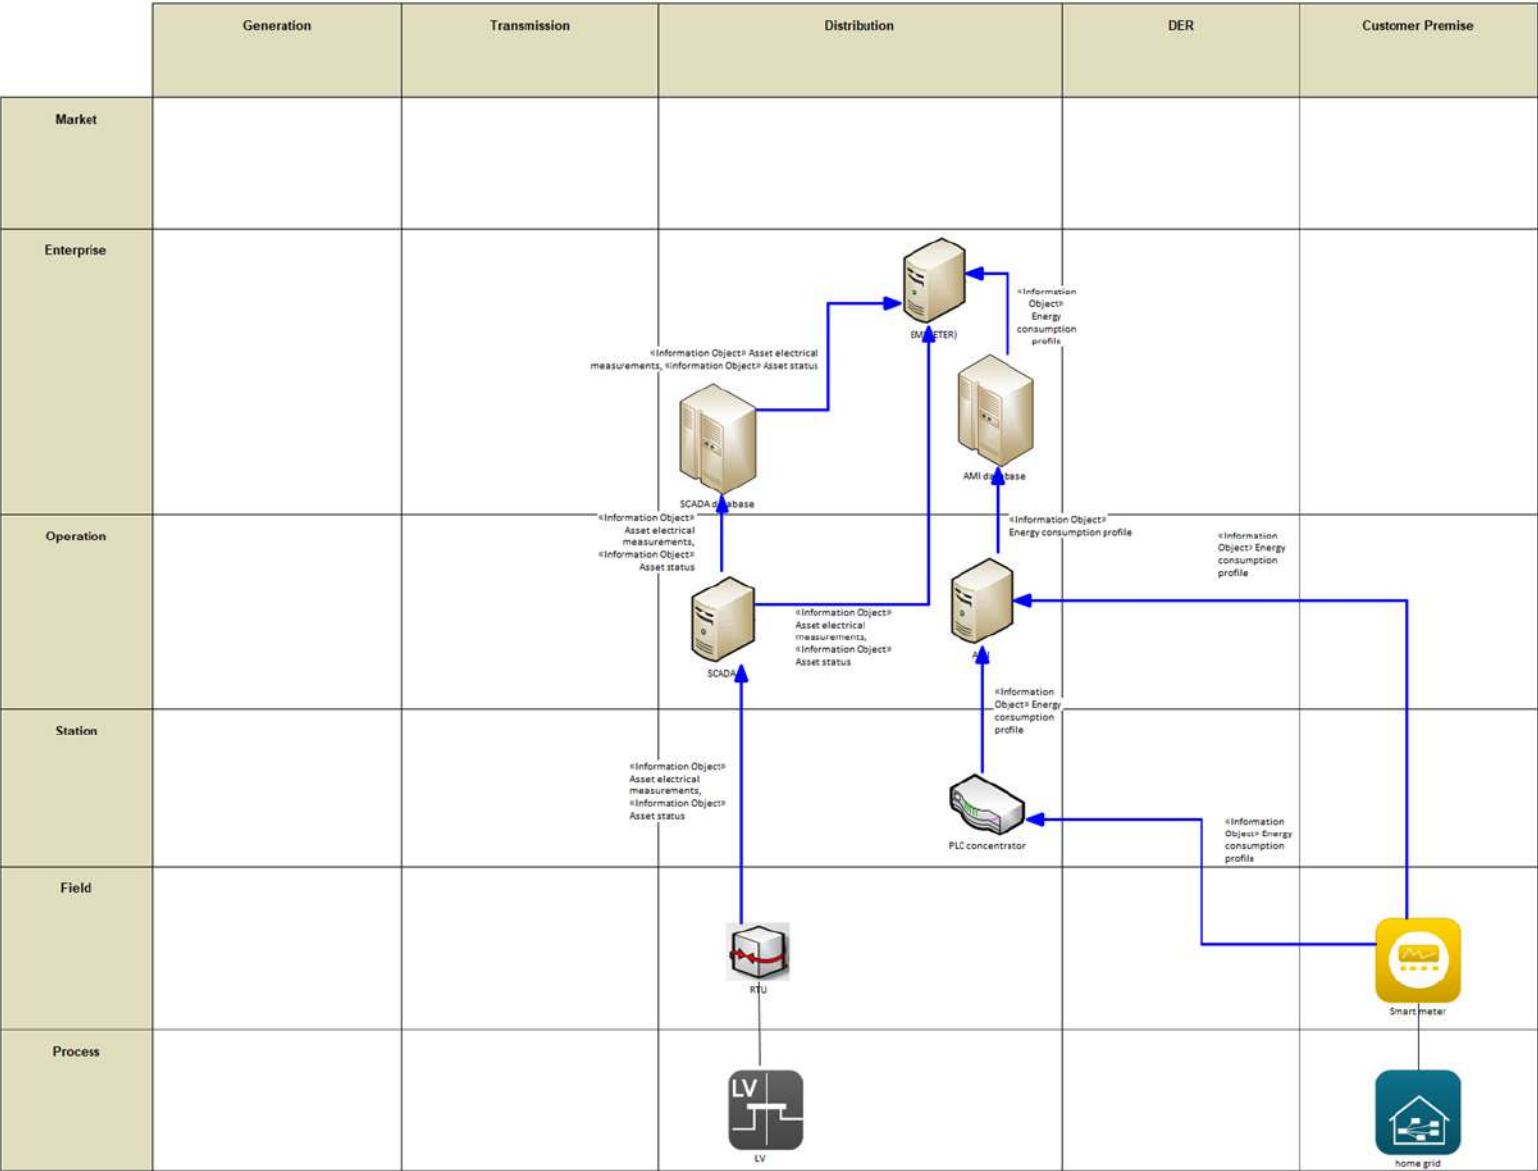 Generation
Transmission
Distribution
DER
Customer Premise
Market
Enterprise
«Information
Object»
Energy
consumption
profile
«Information Object» Asset electrical
measurements, «Information Object» Asset status
AMI database
SCADA database
Operation
«Information Object»
Asset electrical
measurements,
«Information Object»
Asset status
«Information Object»
Energy consumption profile
«Information
Object» Energy
consumption
profile
«Information Object»
Asset electrical
measurements,
«Information Object»
Asset status
SCADA
«Information
Object» Energy
consumption
profile
Station
«Information Object»
Asset electrical
measurements,
«Information Object»
Asset status
PLC concentrator
«Information
Object» Energy
consumption
profile
Field
RTU
Smart meter
Process
LV
LV
home grid